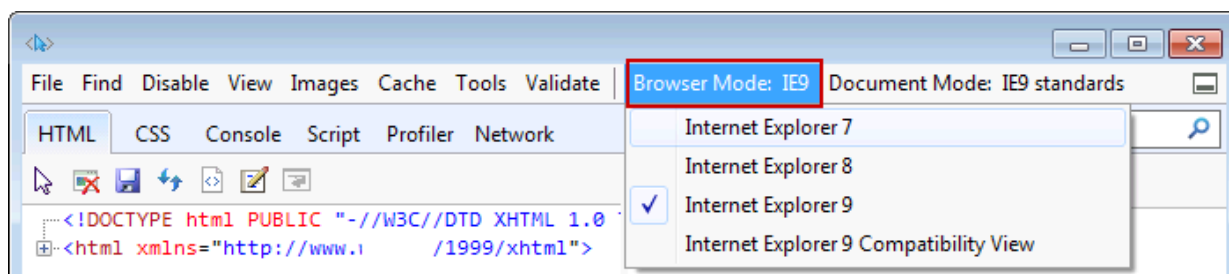 File Find Disable View Images Cache Tools Validate Browser Mode: IE9 Document Mode: IE9 standards
HTML CSS Console Script Profiler Network
Internet Explorer 7
Internet Explorer 8
Internet Explorer 9
Internet Explorer 9 Compatibility View
<!DOCTYPE html PUBLIC "-//W3C//DTD XHTML 1.0
<html xmlns="http://www. /1999/xhtml">